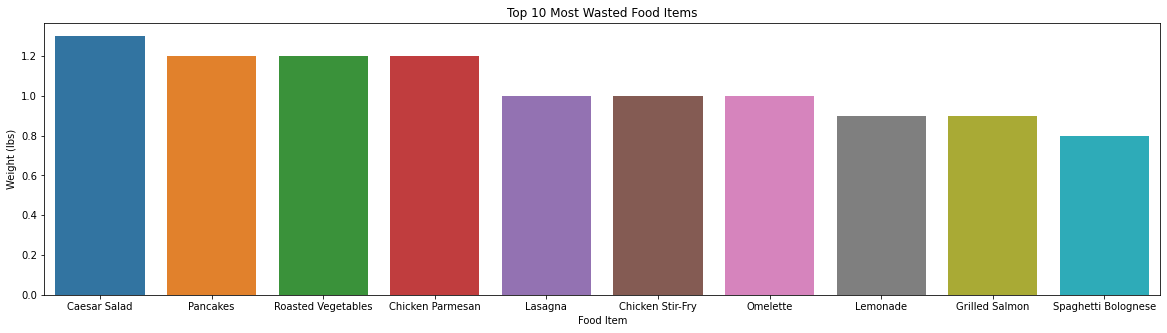 Top 10 Most Wasted Food Items
Weight (lbs)
1.2
1.0
0.8
0.6
0.4
0.2
0.0
Caesar Salad Pancakes Roasted Vegetables Chicken Parmesan Lasagna Chicken Stir-Fry Omelette Lemonade Grilled Salmon Spaghetti Bolognese
Food Item